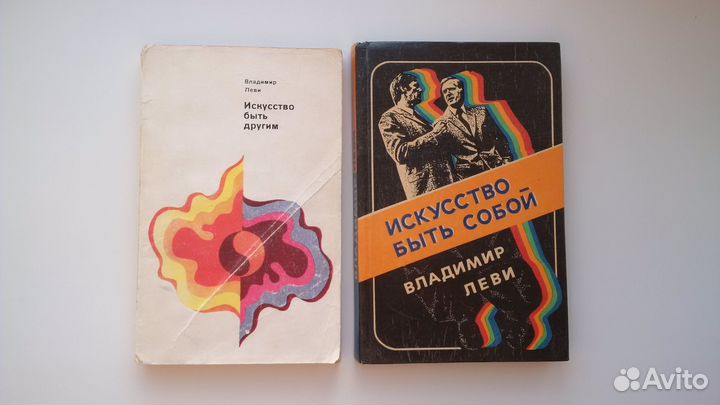 Владимир
Леви
Искусство
быть
другим
ИСКУССТВО
БЫТЬ СОБОЙ
ВЛАДИМИР
ЛЕВИ
Avito